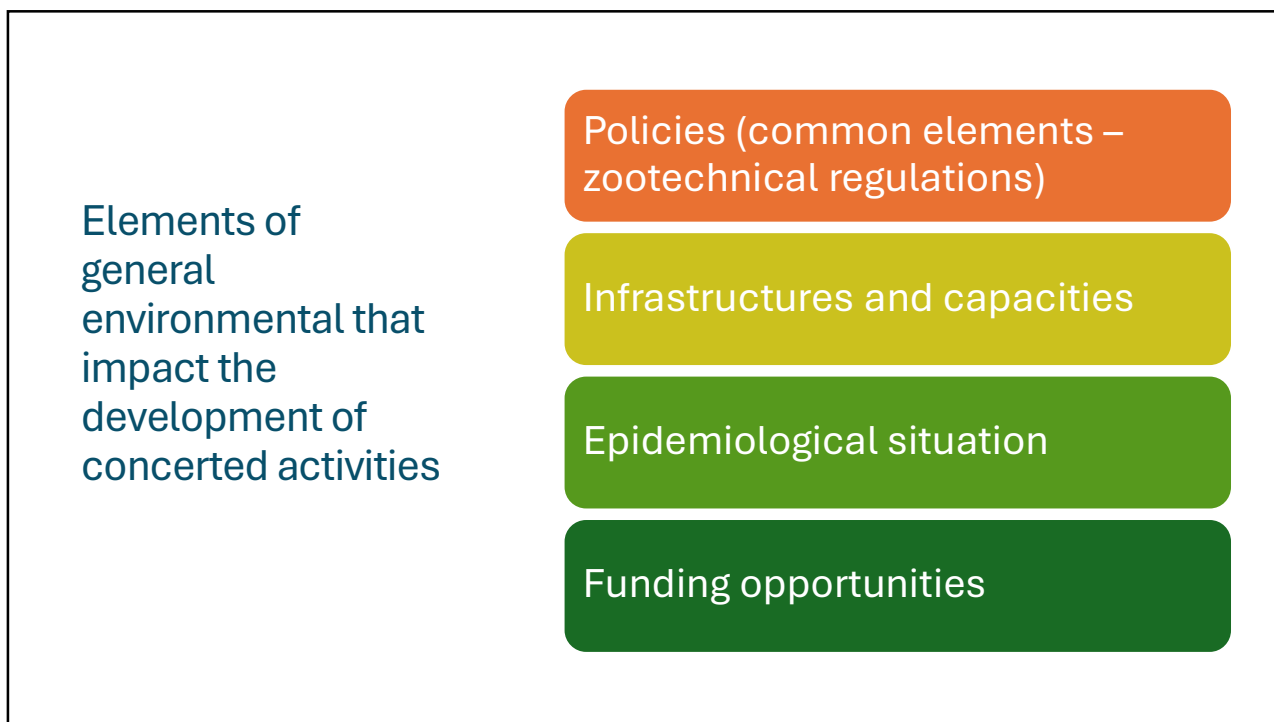 Elements of
general
environmental that
impact the
development of
concerted activities
Policies (common elements –
zootechnical regulations)
Infrastructures and capacities
Epidemiological situation
Funding opportunities